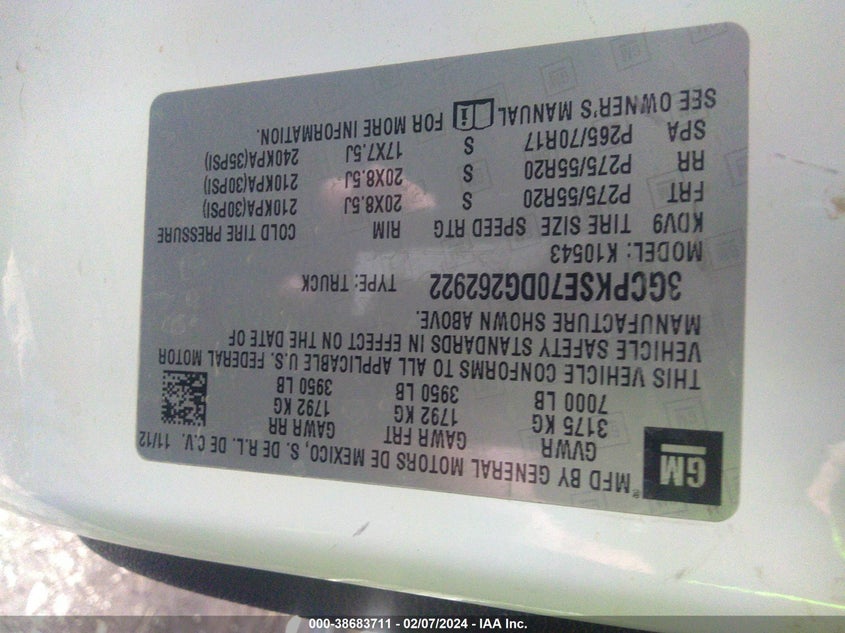 GM
MFD BY GENERAL MOTORS DE MEXICO, S. DE R.L. DE C.V. 11/12
GVWR GAWR FRT GAWR RR
3175 KG 1792 KG 1792 KG
7000 LB 3950 LB 3950 LB
THIS VEHICLE CONFORMS TO ALL APPLICABLE U.S. FEDERAL MOTOR
VEHICLE SAFETY STANDARDS IN EFFECT ON THE DATE OF
MANUFACTURE SHOWN ABOVE.
3GCPKSE70DG262922 TYPE: TRUCK
MODEL: K10543
KDV9 TIRE SIZE SPEED RTG RIM COLD TIRE PRESSURE
FRT P275/55R20 S 20X8.5J 210KPA(30PSI)
RR P275/55R20 S 20X8.5J 210KPA(30PSI)
SPA P265/70R17 S 17X7.5J 240KPA(35PSI)
SEE OWNER'S MANUAL FOR MORE INFORMATION.
000-38683711 - 02/07/2024 - IAA Inc.